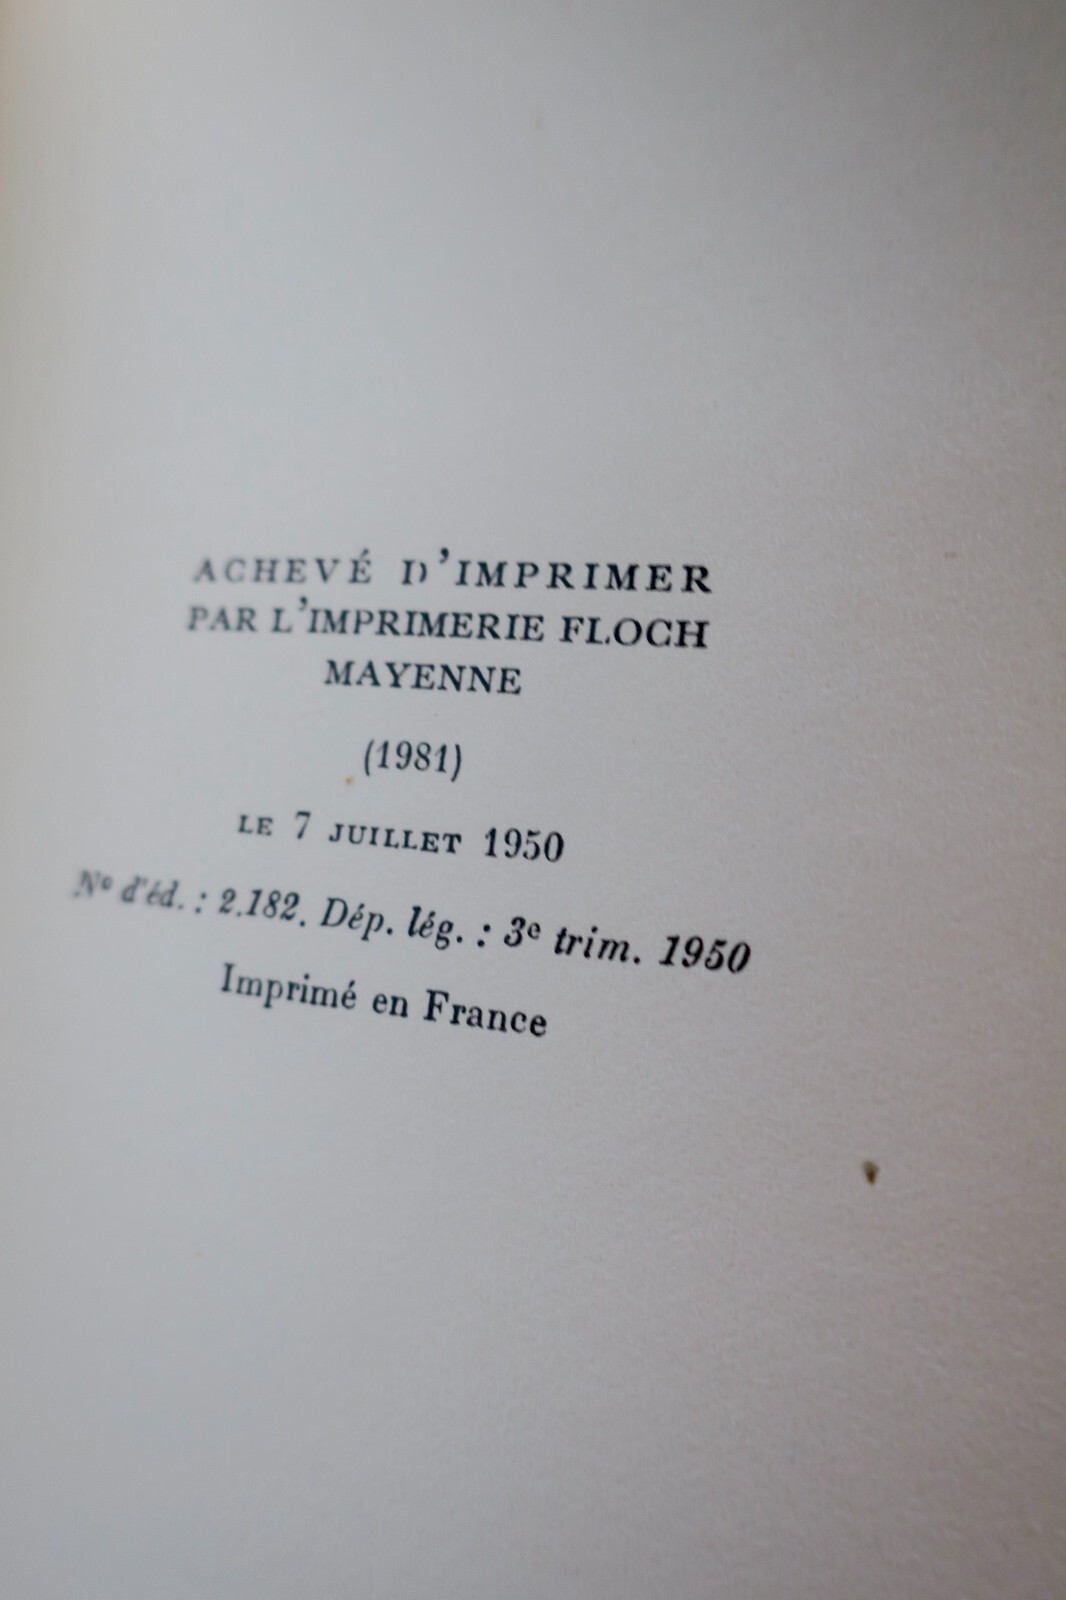 ACHEVÉ D'IMPRIMER
PAR L'IMPRIMERIE FLOCH
MAYENNE
(1981)
LE 7 JUILLET 1950
Nº d'éd. : 2.182. Dép. lég. : 3e trim. 1950
Imprimé en France